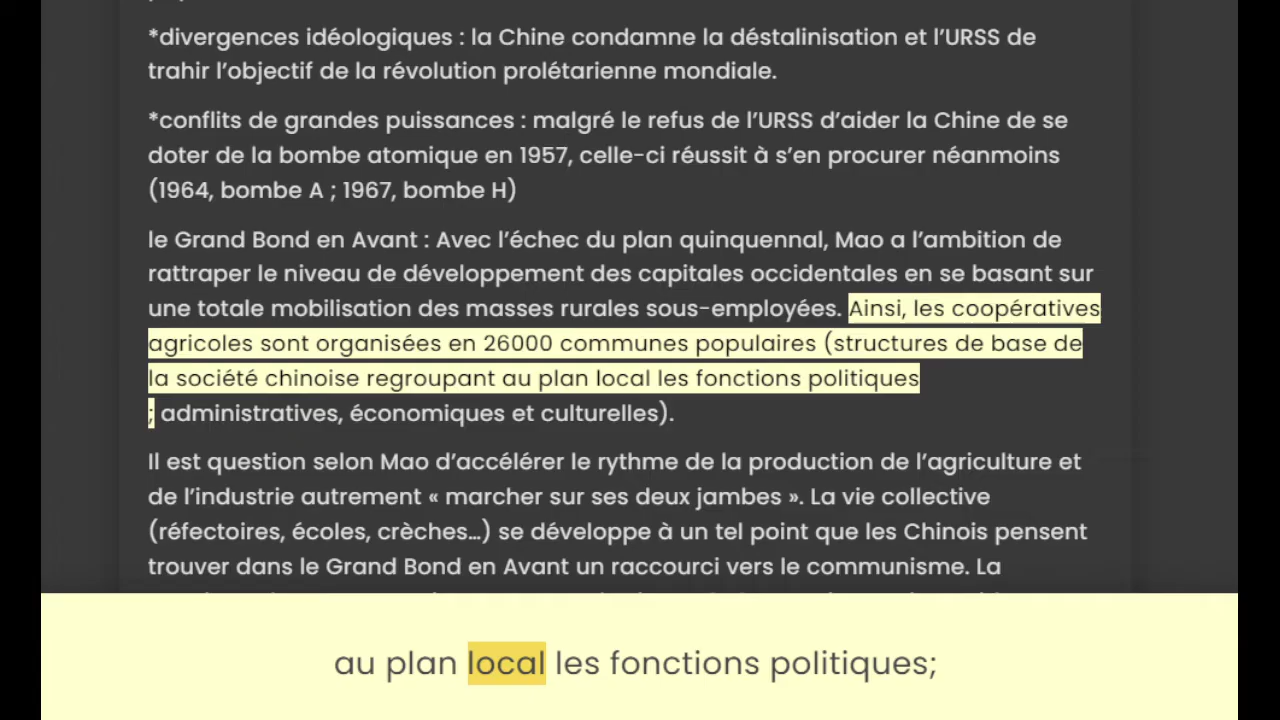 *divergences idéologiques : la Chine condamne la déstalinisation et l’URSS de
trahir l’objectif de la révolution prolétarienne mondiale.
*conflits de grandes puissances : malgré le refus de l’URSS d’aider la Chine de se
doter de la bombe atomique en 1957, celle-ci réussit à s’en procurer néanmoins
(1964, bombe A ; 1967, bombe H)
le Grand Bond en Avant : Avec l’échec du plan quinquennal, Mao a l’ambition de
rattraper le niveau de développement des capitales occidentales en se basant sur
une totale mobilisation des masses rurales sous-employées. Ainsi, les coopératives
agricoles sont organisées en 26000 communes populaires (structures de base de
la société chinoise regroupant au plan local les fonctions politiques
; administratives, économiques et culturelles).
Il est question selon Mao d’accélérer le rythme de la production de l’agriculture et
de l’industrie autrement « marcher sur ses deux jambes ». La vie collective
(réfectoires, écoles, crèches…) se développe à un tel point que les Chinois pensent
trouver dans le Grand Bond en Avant un raccourci vers le communisme. La
au plan local les fonctions politiques;